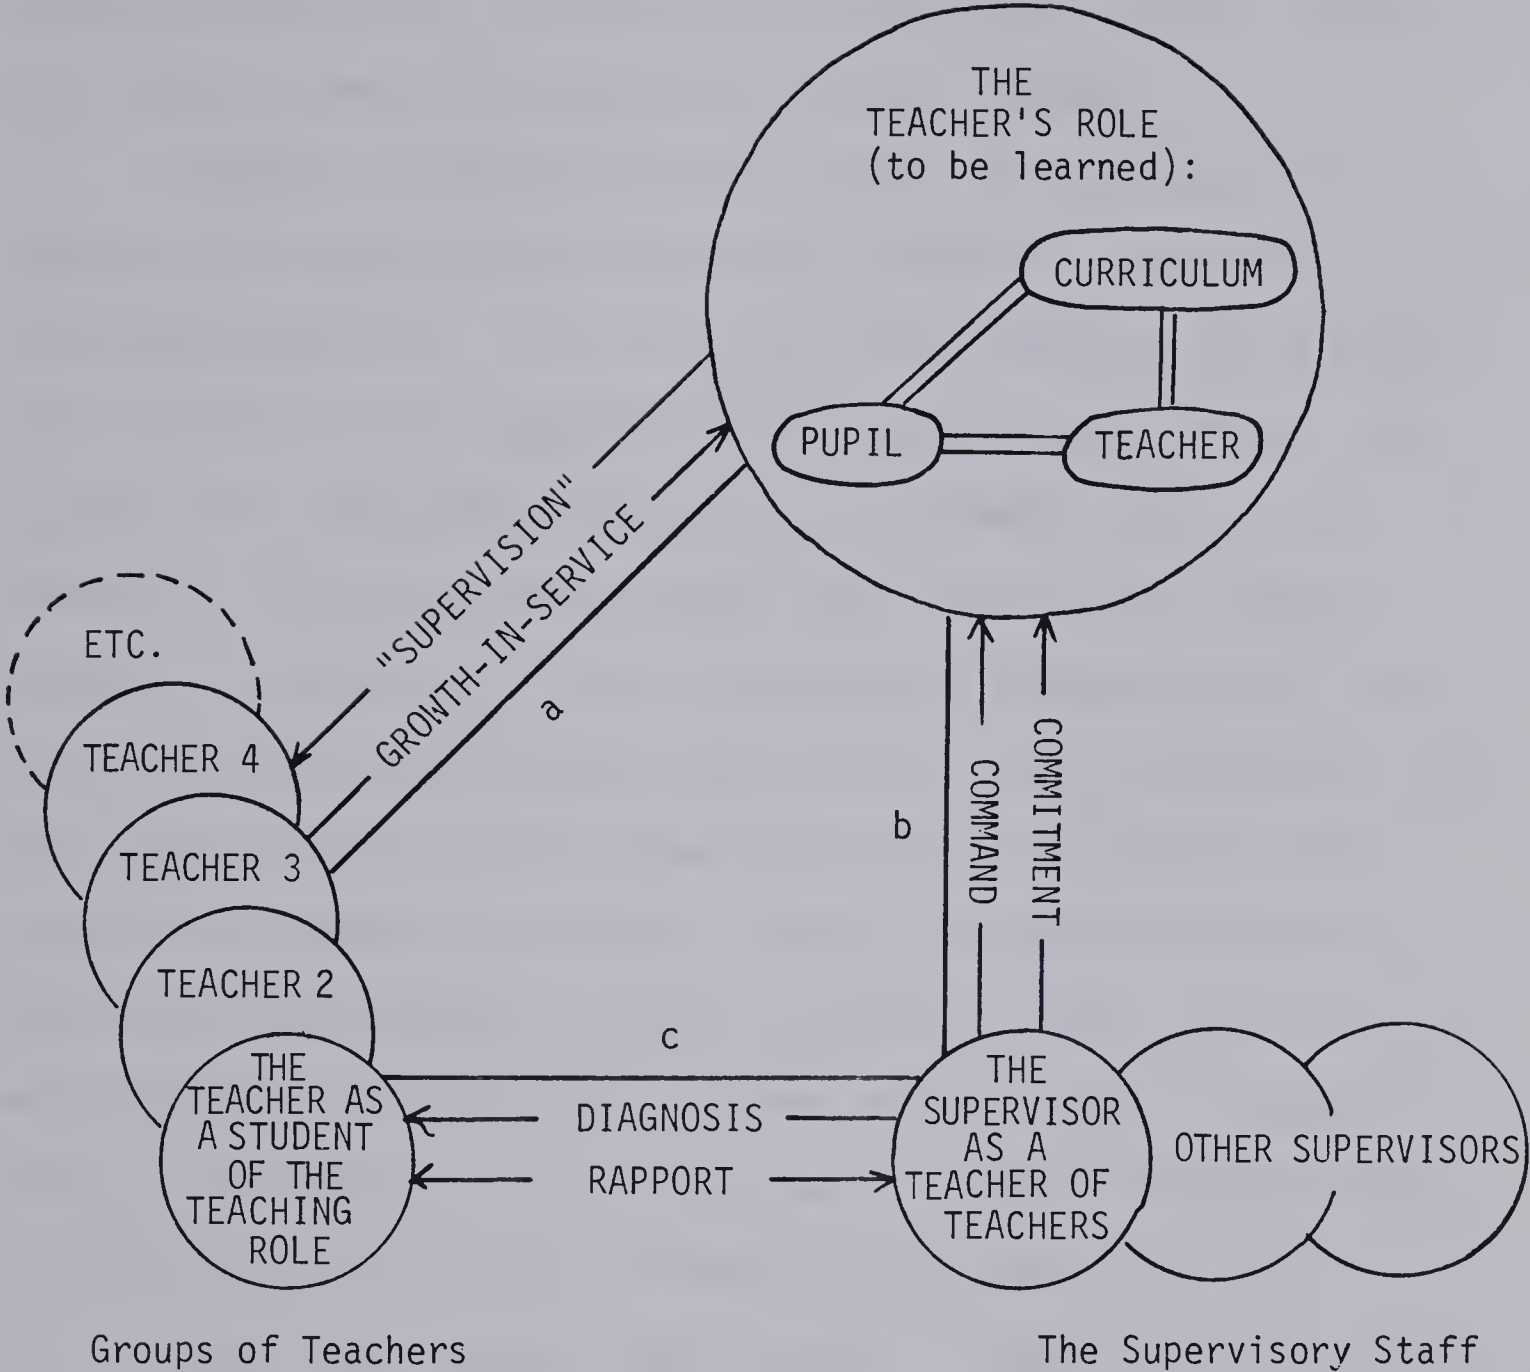 THE
TEACHER'S ROLE
(to be learned):
CURRICULUM
PUPIL
TEACHER
"SUPERVISION"
GROWTH-IN-SERVICE
a
ETC.
TEACHER 4
TEACHER 3
TEACHER 2
THE
TEACHER AS
A STUDENT
OF THE
TEACHING
ROLE
b
COMMAND
COMMITMENT
c
DIAGNOSIS
RAPPORT
THE
SUPERVISOR
AS A
TEACHER OF
TEACHERS
OTHER SUPERVISORS
Groups of Teachers
The Supervisory Staff